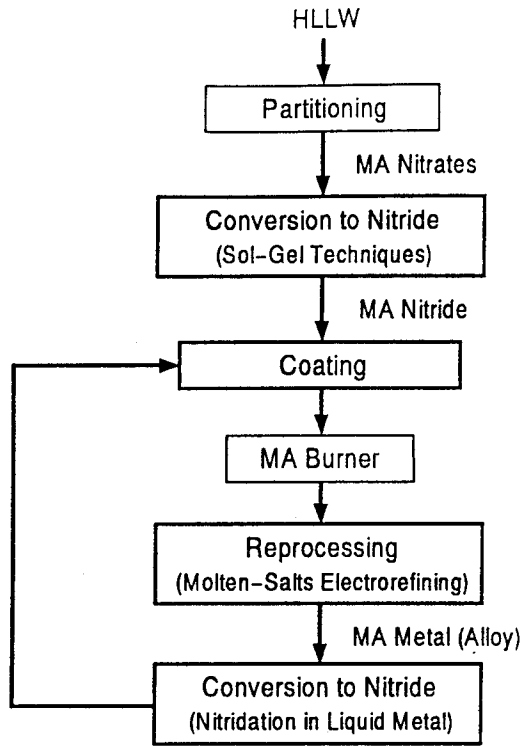 HLLW
Partitioning
MA Nitrates
Conversion to Nitride
(Sol-Gel Techniques)
MA Nitride
Coating
MA Burner
Reprocessing
(Molten-Salts Electrorefining)
MA Metal (Alloy)
Conversion to Nitride
(Nitridation in Liquid Metal)